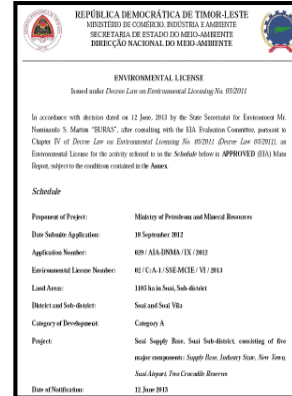 REPÚBLICA DEMOCRÁTICA DE TIMOR-LESTE
MINISTÉRIO DE COMÉRCIO, INDÚSTRIA E AMBIENTE
SECRETARIA DE ESTADO DO MEIO-AMBIENTE
DIRECÇÃO NACIONAL DO MEIO-AMBIENTE
ENVIRONMENTAL LICENSE
Issued under Decree Law on Environmental Licensing No. 05/2011
In accordance with decision dated on 12 June, 2013 by the State Secretariat for Environment Mr.
Nominando S. Martins "BURAS", after consulting with the EIA Evaluation Committee, pursuant to
Chapter IV of Decree Law on Environmental Licensing No. 05/2011 (Decree Law 05/2011), an
Environmental License for the activity referred to in the Schedule below is APPROVED (EIA) Main
Report, subject to the conditions contained in the Annex.
Schedule
Proponent of Project: Ministry of Petroleum and Mineral Resources
Date Submite Application: 10 September 2012
Application Number: 029 / AIA-DNMA / IX / 2012
Environmental License Number: 02 / C: A-1 / SSE-MCIE / VI / 2013
Land Areas: 1105 ha in Suai, Sub-district
District and Sub-district: Suai and Suai Vila
Category of Development: Category A
Project: Suai Supply Base, Suai Sub-district, consisting of five
major components: Supply Base, Industry State, New Town,
Suai Airport, Two Crocodile Reserves
Date of Notification: 12 June 2013